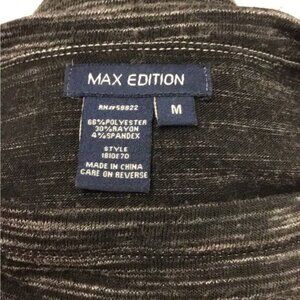 MAX EDITION
RN#59822
M
66%POLYESTER
30%RAYON
4%SPANDEX
STYLE
1810E70
MADE IN CHINA
CARE ON REVERSE